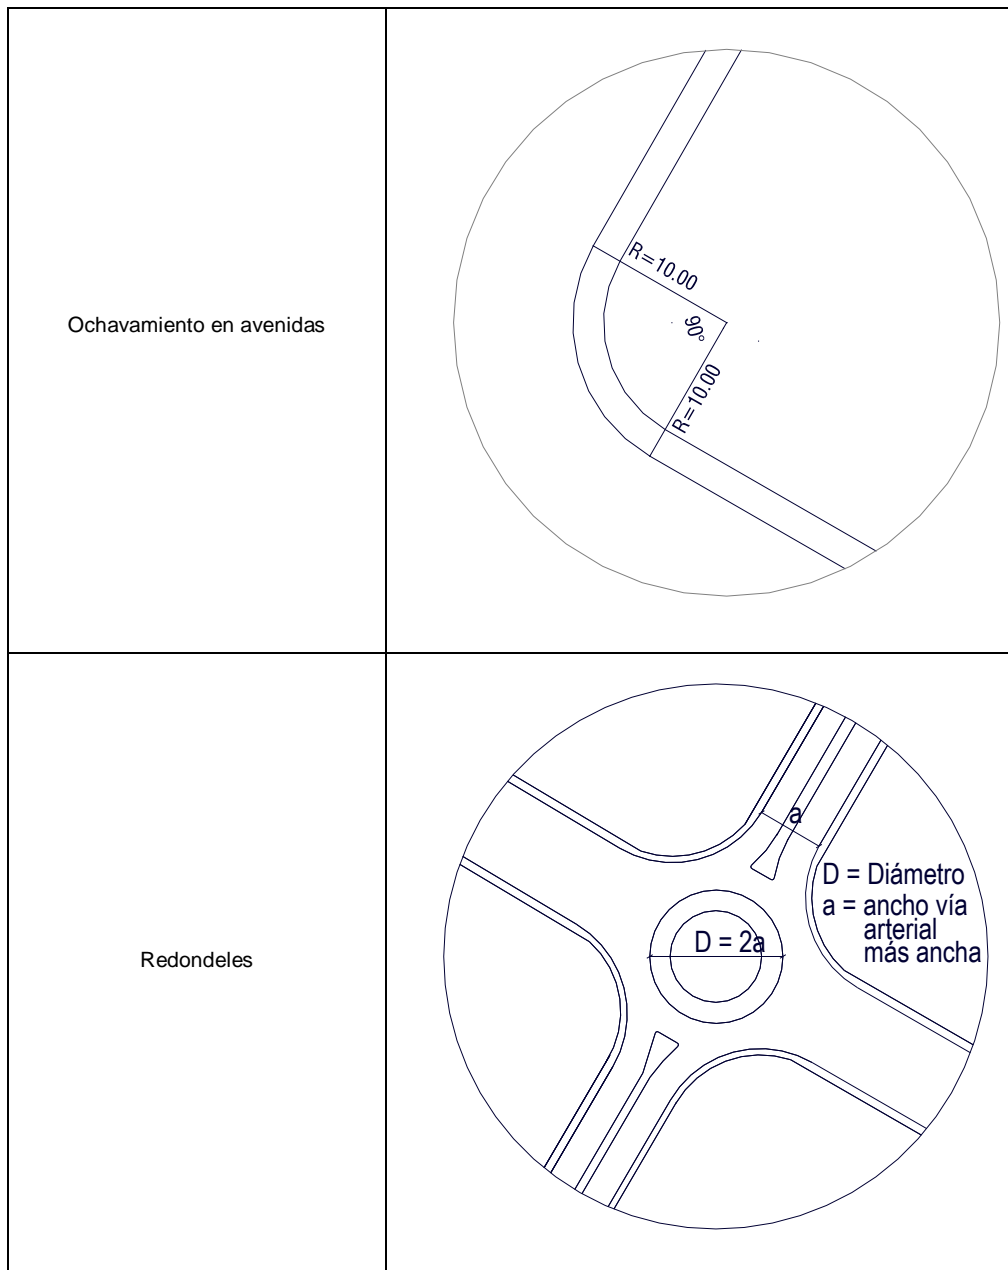 Ochavamiento en avenidas
R=10.00
90°
R=10.00
Redondeles
a
D = Diámetro
a = ancho vía
arterial
más ancha
D = 2a